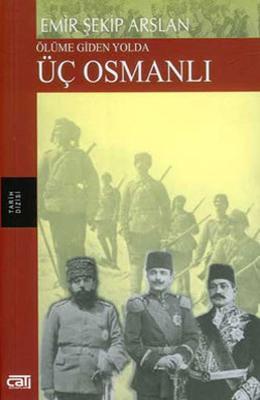 EMİR ŞEKİP ARSLAN
ÖLÜME GİDEN YOLDA
ÜÇ OSMANLI
TARİH DİZİSİ
çatı